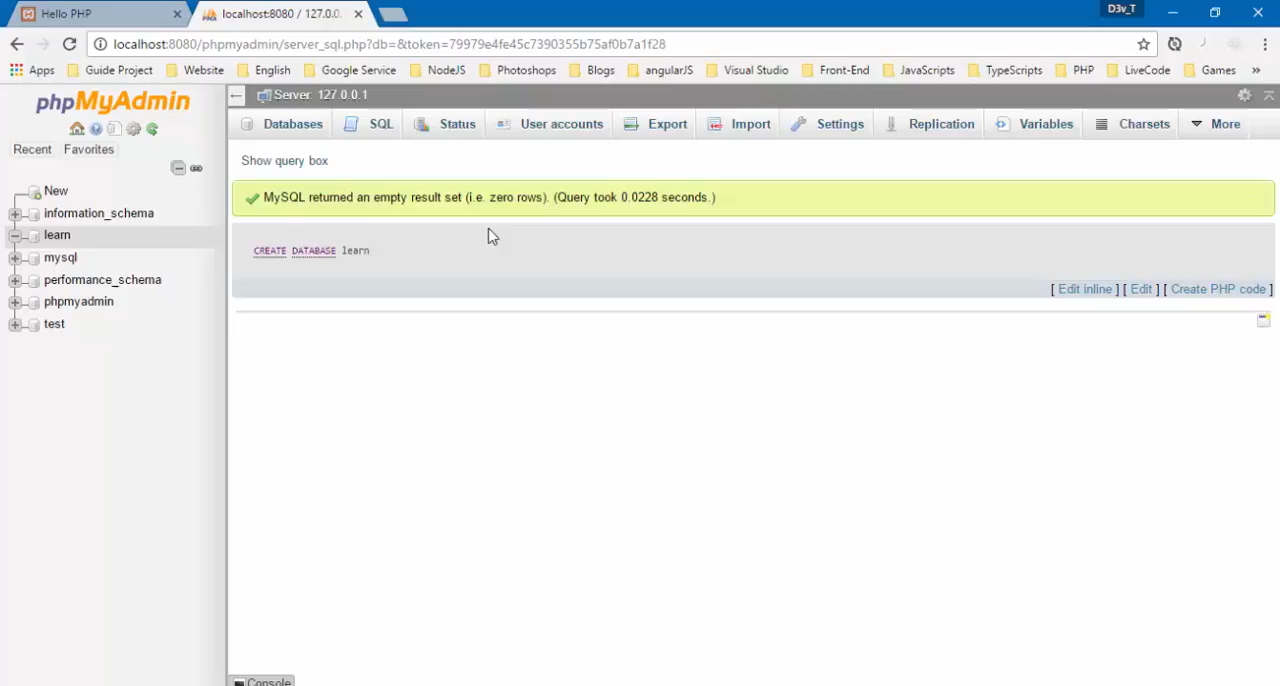 Hello PHP
localhost:8080 / 127.0.0.
D3v_T
localhost:8080/phpmyadmin/server_sql.php?db=&token=79979e4fe45c7390355b75af0b7a1f28
Apps Guide Project Website English Google Service NodeJS Photoshops Blogs angularJS Visual Studio Front-End JavaScripts TypeScripts PHP LiveCode Games »
phpMyAdmin
Recent Favorites
New
information_schema
learn
mysql
performance_schema
phpmyadmin
test
Server: 127.0.0.1
Databases SQL Status User accounts Export Import Settings Replication Variables Charsets More
Show query box
MySQL returned an empty result set (i.e. zero rows). (Query took 0.0228 seconds.)
CREATE DATABASE learn
[ Edit inline ] [ Edit ] [ Create PHP code ]
Console